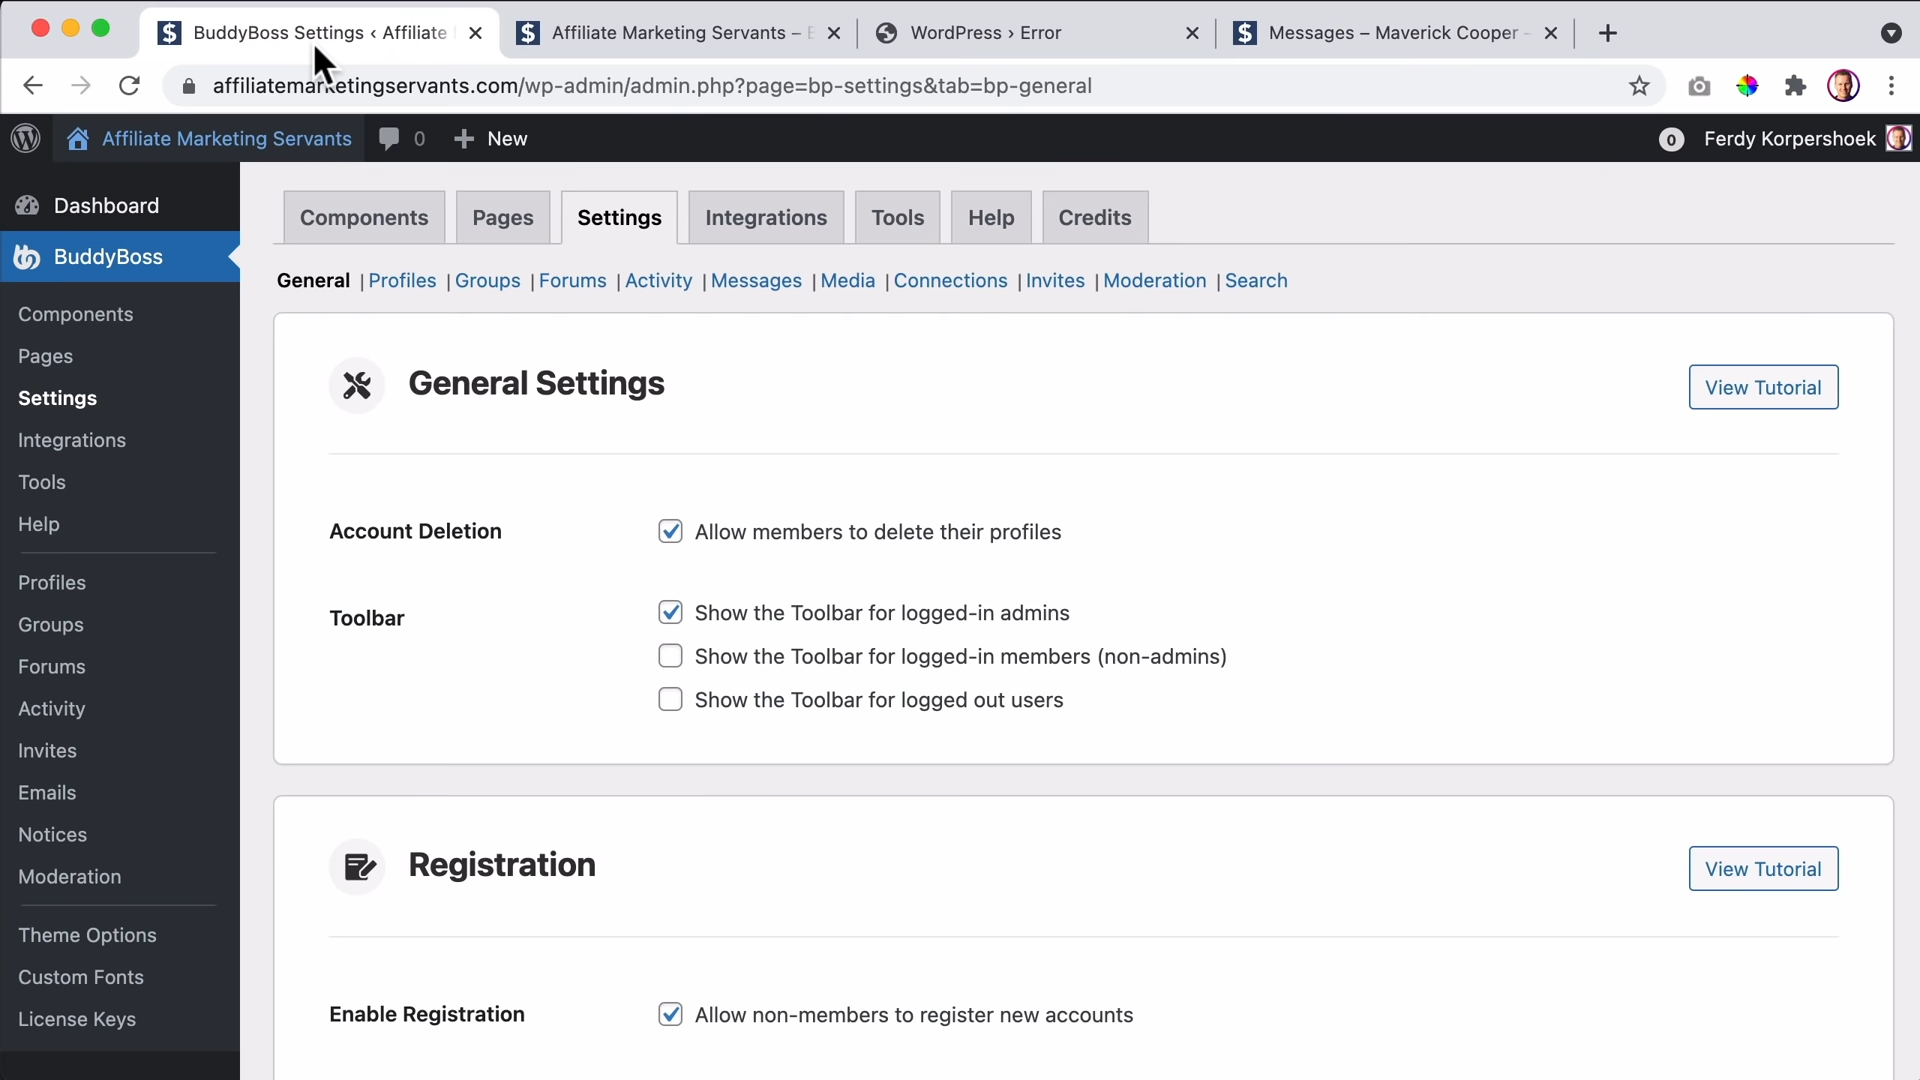 BuddyBoss Settings ‹ Affiliate
Affiliate Marketing Servants –
WordPress › Error
Messages – Maverick Cooper -
affiliatemarketingservants.com/wp-admin/admin.php?page=bp-settings&tab=bp-general
Affiliate Marketing Servants
0
New
0
Ferdy Korpershoek
Dashboard
BuddyBoss
Components
Pages
Settings
Integrations
Tools
Help
Profiles
Groups
Forums
Activity
Invites
Emails
Notices
Moderation
Theme Options
Custom Fonts
License Keys
Components Pages Settings Integrations Tools Help Credits
General | Profiles | Groups | Forums | Activity | Messages | Media | Connections | Invites | Moderation | Search
General Settings
View Tutorial
Account Deletion
Allow members to delete their profiles
Toolbar
Show the Toolbar for logged-in admins
Show the Toolbar for logged-in members (non-admins)
Show the Toolbar for logged out users
Registration
View Tutorial
Enable Registration
Allow non-members to register new accounts